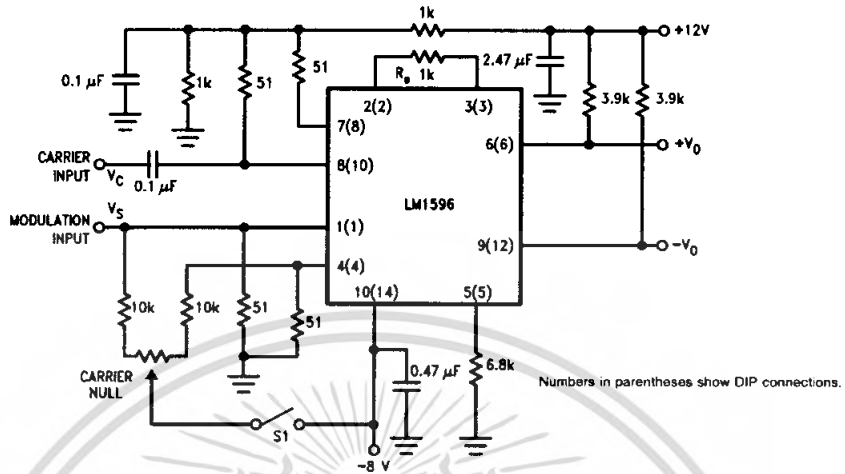 1k
+12V
0.1 µF
1k
51
51
Rₑ 1k
2.47 µF
3.9k
3.9k
2(2)
3(3)
7(8)
6(6)
+V₀
CARRIER
INPUT
V_C
0.1 µF
8(10)
LM1596
MODULATION
INPUT
V_S
1(1)
9(12)
-V₀
4(4)
10k
10k
51
51
10(14)
5(5)
CARRIER
NULL
S1
0.47 µF
6.8k
-8 V
Numbers in parentheses show DIP connections.